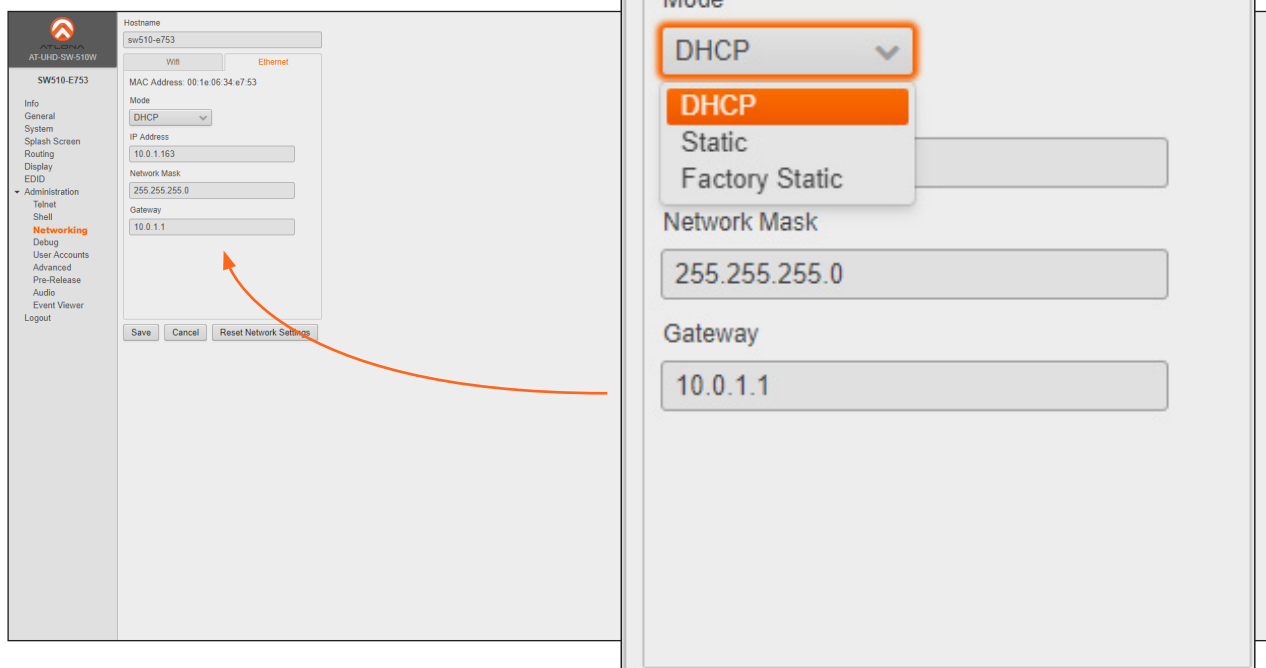 ATLONA
AT-UHD-SW-510W
SW510-E753
Info
General
System
Splash Screen
Routing
Display
EDID
Administration
Telnet
Shell
Networking
Debug
User Accounts
Advanced
Pre-Release
Audio
Event Viewer
Logout
Hostname
sw510-e753
Wifi Ethernet
MAC Address: 00:1e:06:34:e7:53
Mode
DHCP
IP Address
10.0.1.163
Network Mask
255.255.255.0
Gateway
10.0.1.1
Save Cancel Reset Network Settings
Mode
DHCP
DHCP
Static
Factory Static
Network Mask
255.255.255.0
Gateway
10.0.1.1